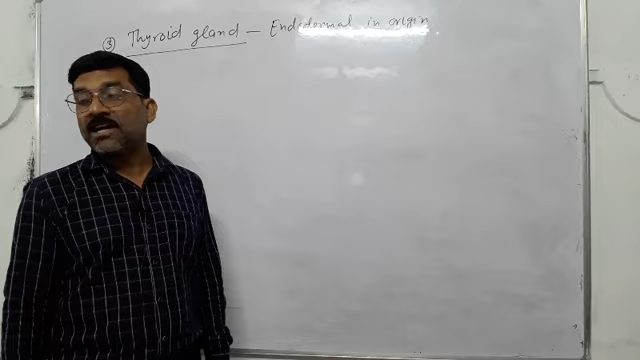 ③ Thyroid gland — Endodermal in origin